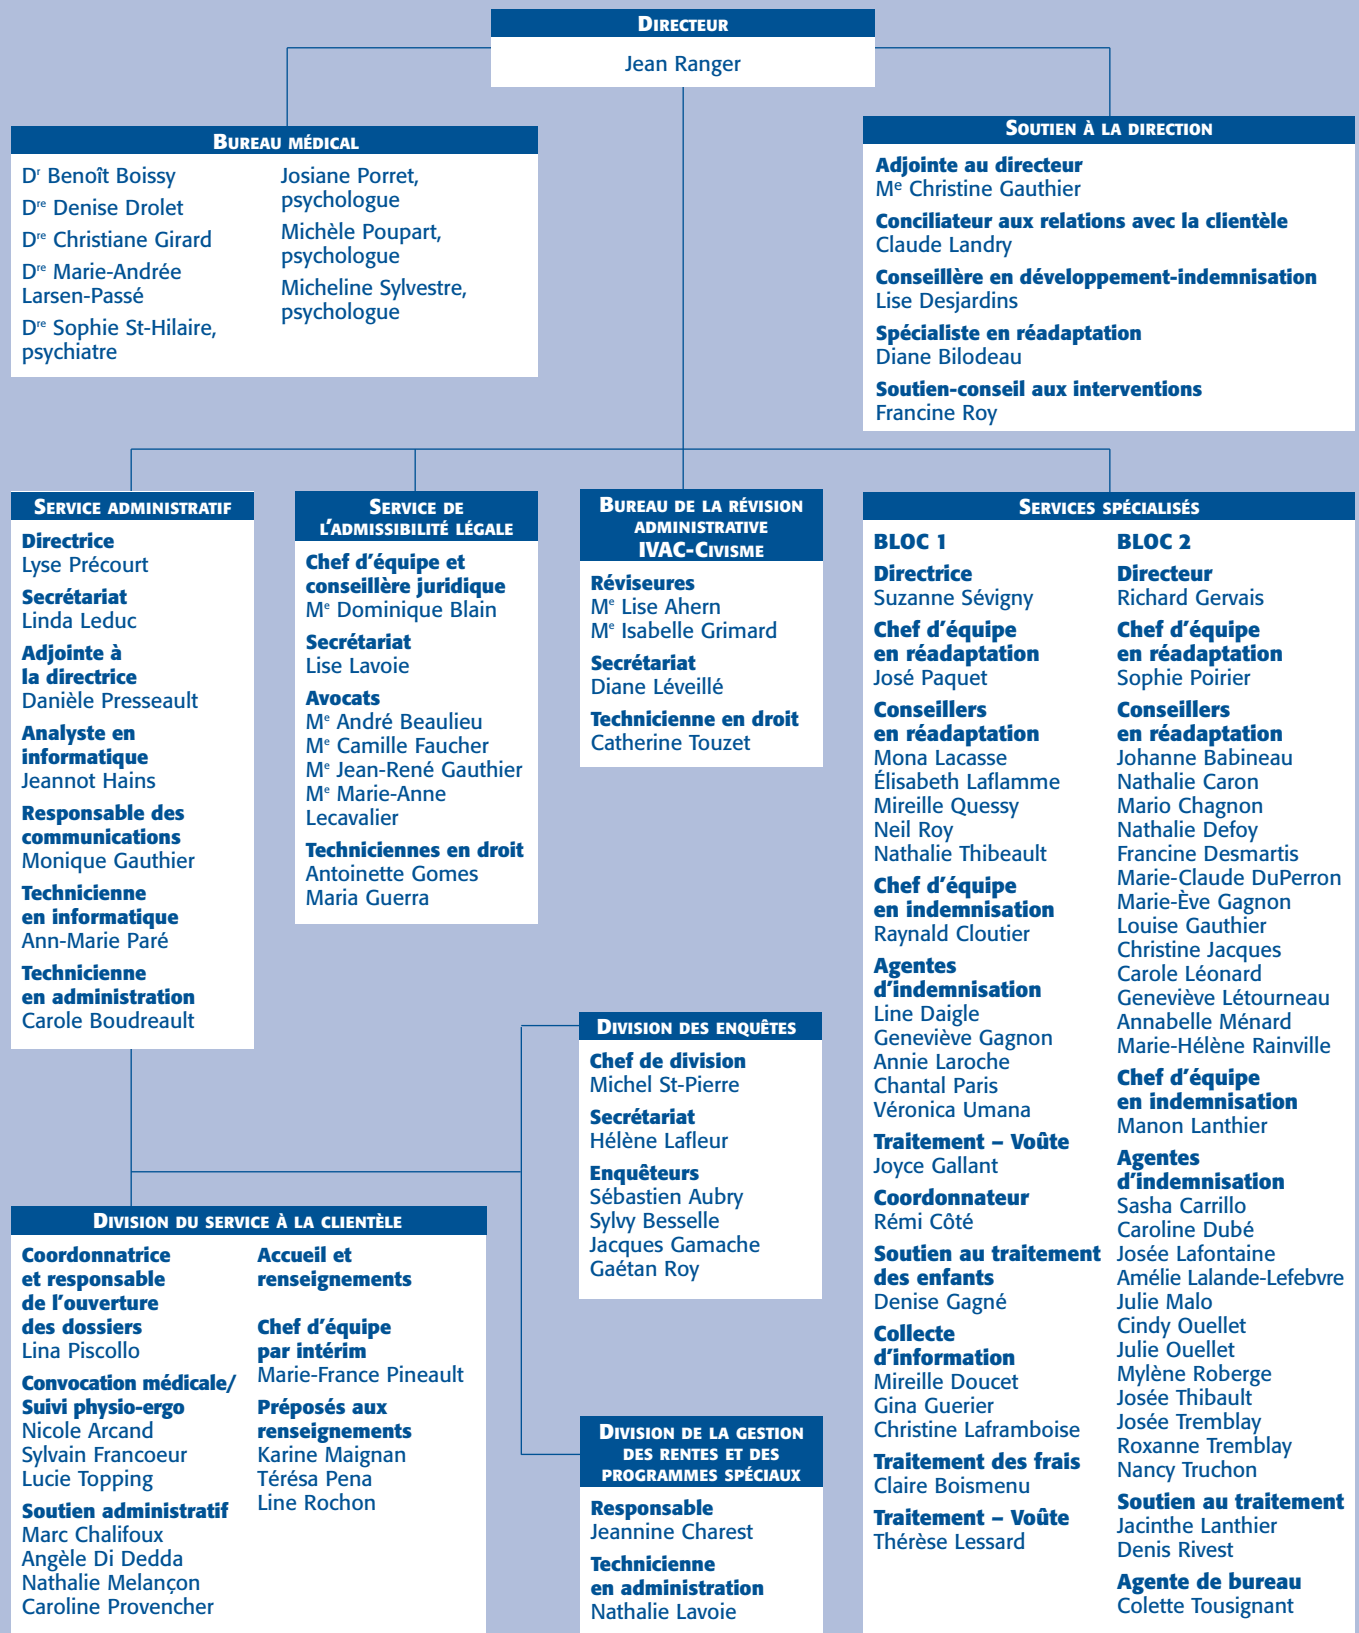 DIRECTEUR
Jean Ranger
BUREAU MÉDICAL
Dr Benoît Boissy
Dre Denise Drolet
Dre Christiane Girard
Dre Marie-Andrée
Larsen-Passé
Dre Sophie St-Hilaire,
psychiatre
Josiane Porret,
psychologue
Michèle Poupart,
psychologue
Micheline Sylvestre,
psychologue
SOUTIEN À LA DIRECTION
Adjointe au directeur
Me Christine Gauthier
Conciliateur aux relations avec la clientèle
Claude Landry
Conseillère en développement-indemnisation
Lise Desjardins
Spécialiste en réadaptation
Diane Bilodeau
Soutien-conseil aux interventions
Francine Roy
SERVICE ADMINISTRATIF
Directrice
Lyse Précourt
Secrétariat
Linda Leduc
Adjointe à
la directrice
Danièle Presseault
Analyste en
informatique
Jeannot Hains
Responsable des
communications
Monique Gauthier
Technicienne
en informatique
Ann-Marie Paré
Technicienne
en administration
Carole Boudreault
SERVICE DE
L'ADMISSIBILITÉ LÉGALE
Chef d'équipe et
conseillère juridique
Me Dominique Blain
Secrétariat
Lise Lavoie
Avocats
Me André Beaulieu
Me Camille Faucher
Me Jean-René Gauthier
Me Marie-Anne
Lecavalier
Techniciennes en droit
Antoinette Gomes
Maria Guerra
BUREAU DE LA RÉVISION
ADMINISTRATIVE
IVAC-CIVISME
Réviseures
Me Lise Ahern
Me Isabelle Grimard
Secrétariat
Diane Léveillé
Technicienne en droit
Catherine Touzet
SERVICES SPÉCIALISÉS
BLOC 1
Directrice
Suzanne Sévigny
Chef d'équipe
en réadaptation
José Paquet
Conseillers
en réadaptation
Mona Lacasse
Élisabeth Laflamme
Mireille Quessy
Neil Roy
Nathalie Thibeault
Chef d'équipe
en indemnisation
Raynald Cloutier
Agentes
d'indemnisation
Line Daigle
Geneviève Gagnon
Annie Laroche
Chantal Paris
Véronica Umana
Traitement – Voûte
Joyce Gallant
Coordonnateur
Rémi Côté
Soutien au traitement
des enfants
Denise Gagné
Collecte
d'information
Mireille Doucet
Gina Guerier
Christine Laframboise
Traitement des frais
Claire Boismenu
Traitement – Voûte
Thérèse Lessard
BLOC 2
Directeur
Richard Gervais
Chef d'équipe
en réadaptation
Sophie Poirier
Conseillers
en réadaptation
Johanne Babineau
Nathalie Caron
Mario Chagnon
Nathalie Defoy
Francine Desmartis
Marie-Claude DuPerron
Marie-Ève Gagnon
Louise Gauthier
Christine Jacques
Carole Léonard
Geneviève Létourneau
Annabelle Ménard
Marie-Hélène Rainville
Chef d'équipe
en indemnisation
Manon Lanthier
Agentes
d'indemnisation
Sasha Carrillo
Caroline Dubé
Josée Lafontaine
Amélie Lalande-Lefebvre
Julie Malo
Cindy Ouellet
Julie Ouellet
Mylène Roberge
Josée Thibault
Josée Tremblay
Roxanne Tremblay
Nancy Truchon
Soutien au traitement
Jacinthe Lanthier
Denis Rivest
Agente de bureau
Colette Tousignant
DIVISION DES ENQUÊTES
Chef de division
Michel St-Pierre
Secrétariat
Hélène Lafleur
Enquêteurs
Sébastien Aubry
Sylvy Besselle
Jacques Gamache
Gaétan Roy
DIVISION DU SERVICE À LA CLIENTÈLE
Coordonnatrice
et responsable
de l'ouverture
des dossiers
Lina Piscollo
Convocation médicale/
Suivi physio-ergo
Nicole Arcand
Sylvain Francoeur
Lucie Topping
Soutien administratif
Marc Chalifoux
Angèle Di Dedda
Nathalie Melançon
Caroline Provencher
Accueil et
renseignements
Chef d'équipe
par intérim
Marie-France Pineault
Préposés aux
renseignements
Karine Maignan
Térésa Pena
Line Rochon
DIVISION DE LA GESTION
DES RENTES ET DES
PROGRAMMES SPÉCIAUX
Responsable
Jeannine Charest
Technicienne
en administration
Nathalie Lavoie